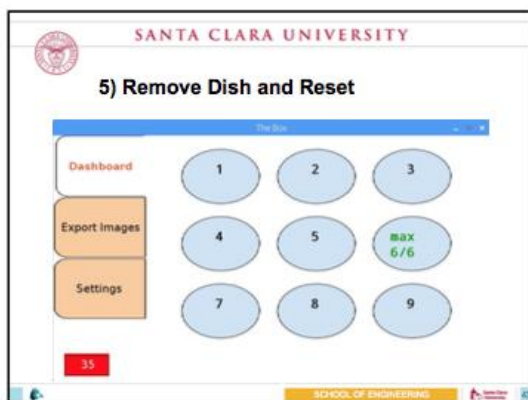 SANTA CLARA UNIVERSITY
5) Remove Dish and Reset
The Box
Dashboard
1
2
3
Export Images
4
5
max
6/6
Settings
7
8
9
35
SCHOOL OF ENGINEERING